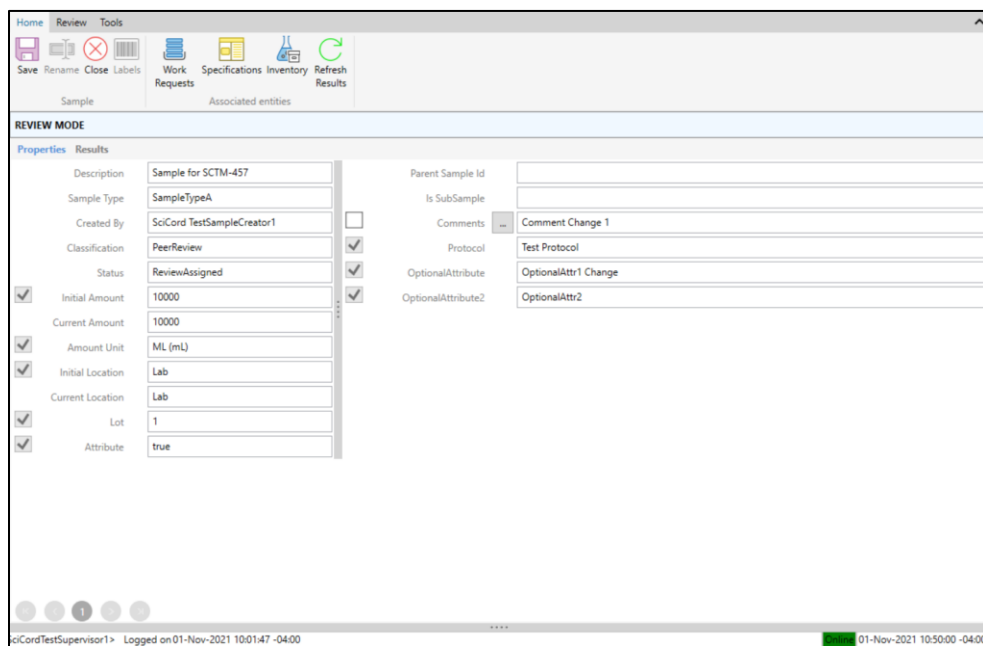 Home Review Tools
Save Rename Close Labels Work Requests Specifications Inventory Refresh Results
Sample Associated entities
REVIEW MODE
Properties Results
Description Sample for SCTM-457
Sample Type SampleTypeA
Created By SciCord TestSampleCreator1
Classification PeerReview
Status ReviewAssigned
Initial Amount 10000
Current Amount 10000
Amount Unit ML (mL)
Initial Location Lab
Current Location Lab
Lot 1
Attribute true
Parent Sample Id
Is SubSample
Comments ... Comment Change 1
Protocol Test Protocol
OptionalAttribute OptionalAttr1 Change
OptionalAttribute2 OptionalAttr2
1
ciCordTestSupervisor1> Logged on 01-Nov-2021 10:01:47 -04:00 Online 01-Nov-2021 10:50:00 -04:00